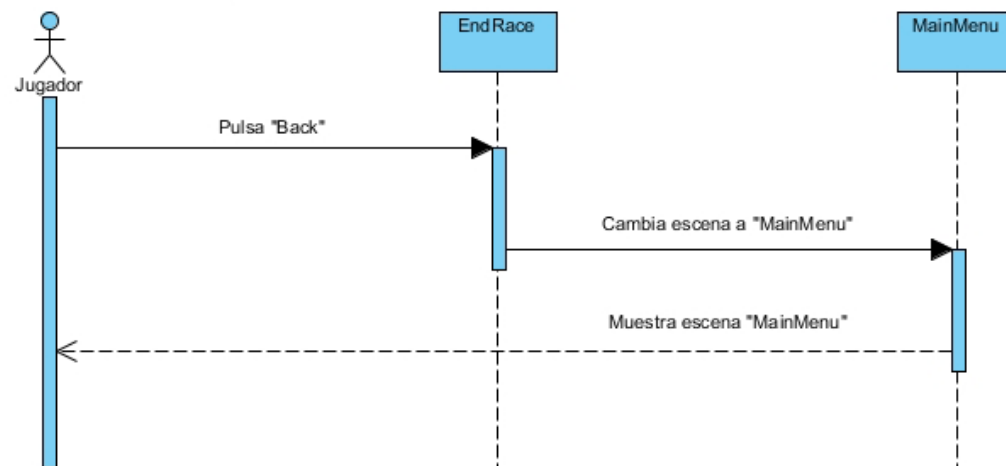 EndRace
MainMenu
Jugador
Pulsa "Back"
Cambia escena a "MainMenu"
Muestra escena "MainMenu"